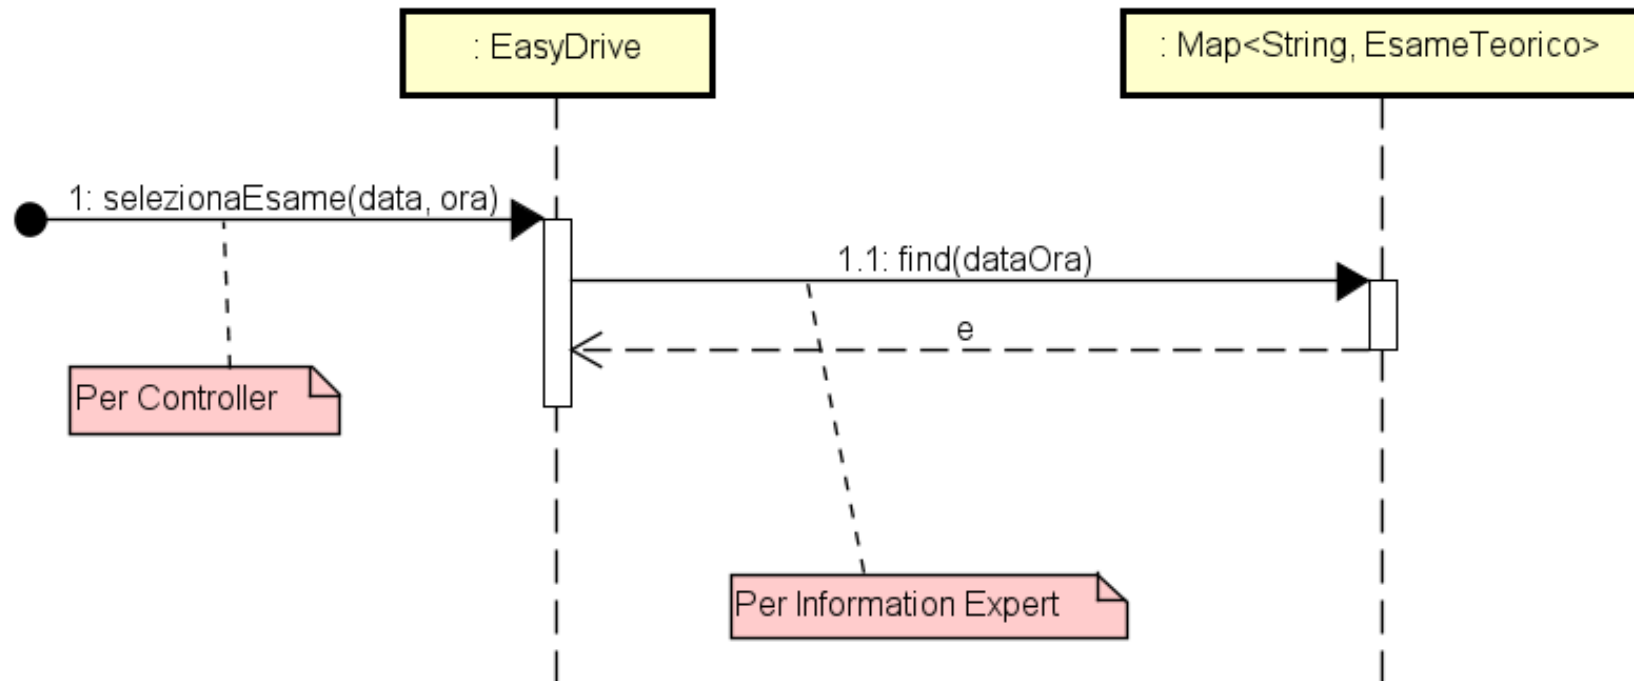 : EasyDrive
: Map<String, EsameTeorico>
1: selezionaEsame(data, ora)
1.1: find(dataOra)
e
Per Controller
Per Information Expert